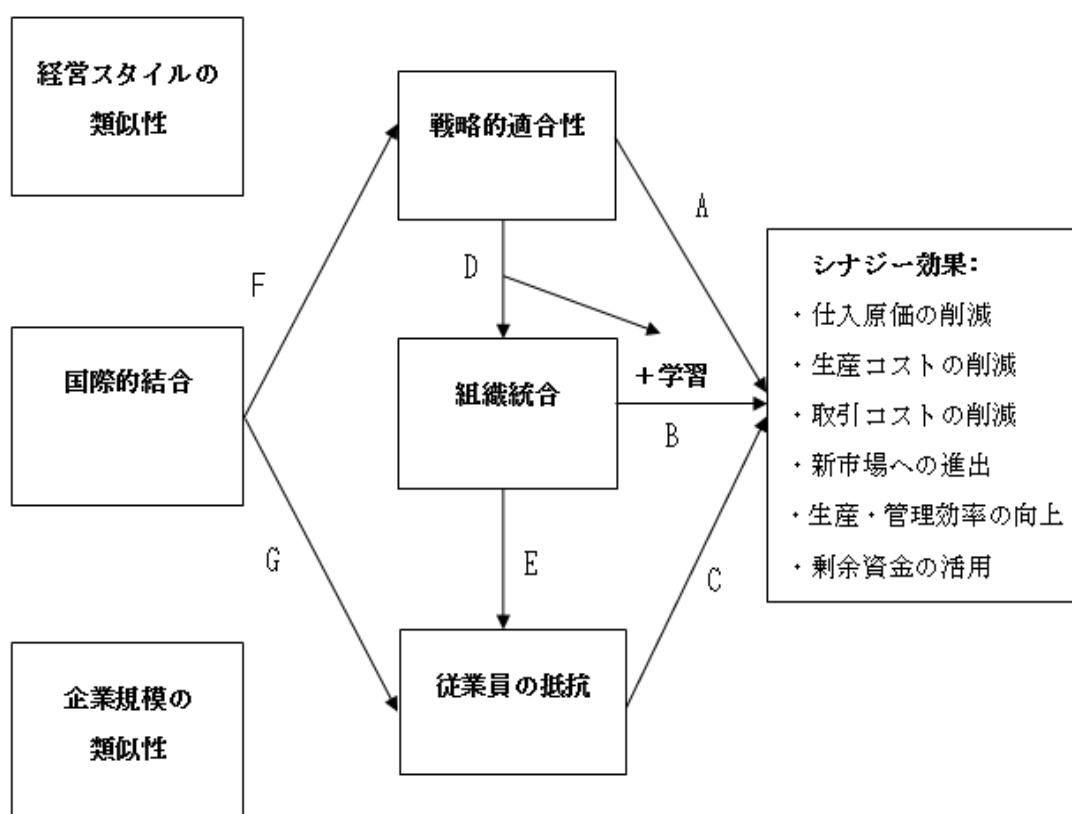 経営スタイルの
類似性
戦略的適合性
A
シナジー効果:
・仕入原価の削減
・生産コストの削減
・取引コストの削減
・新市場への進出
・生産・管理効率の向上
・剰余資金の活用
D
F
国際的結合
組織統合
＋学習
B
G
E
C
企業規模の
類似性
従業員の抵抗